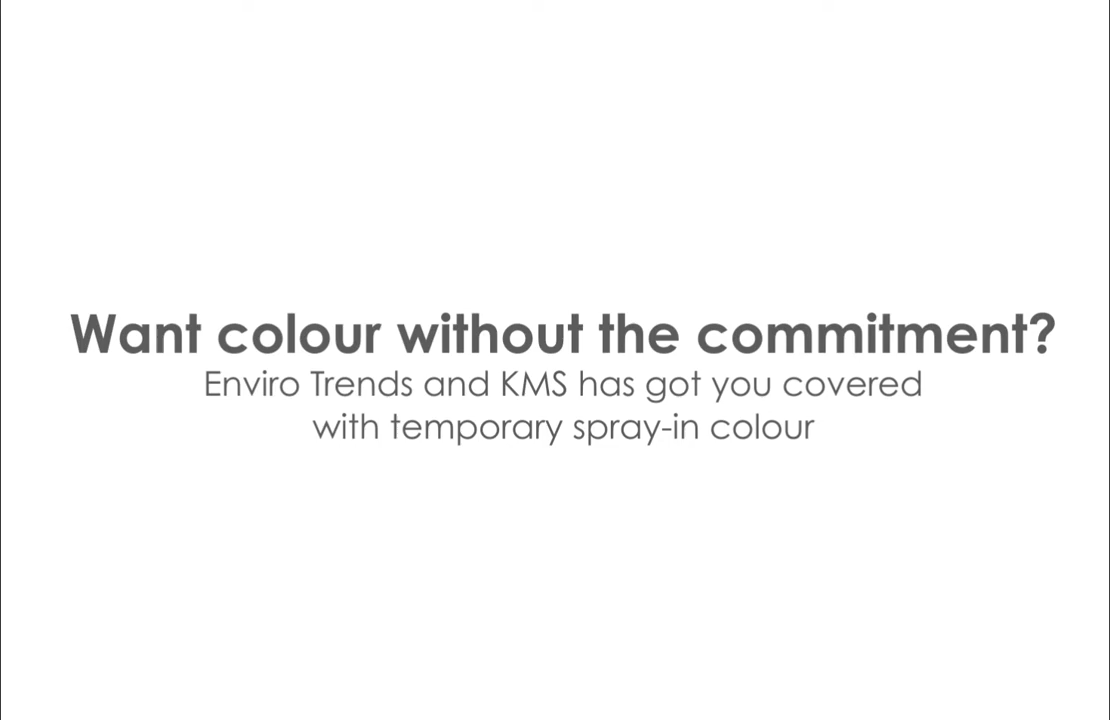 Want colour without the commitment?
Enviro Trends and KMS has got you covered
with temporary spray-in colour